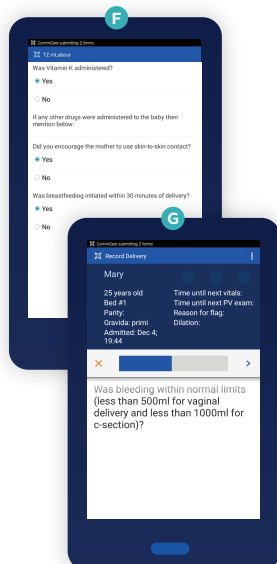 F
CommCare submitting 2 forms
TZ mLabour
Was Vitamin K administered?
Yes
No
If any other drugs were administered to the baby then
mention below:
Did you encourage the mother to use skin-to-skin contact?
Yes
No
Was breastfeeding initiated within 30 minutes of delivery?
Yes
No
G
CommCare submitting 2 forms
Record Delivery
Mary
25 years old
Bed #1
Parity:
Gravida: primi
Admitted: Dec 4;
19:44
Time until next vitals:
Time until next PV exam:
Reason for flag:
Dilation:
Was bleeding within normal limits
(less than 500ml for vaginal
delivery and less than 1000ml for
c-section)?